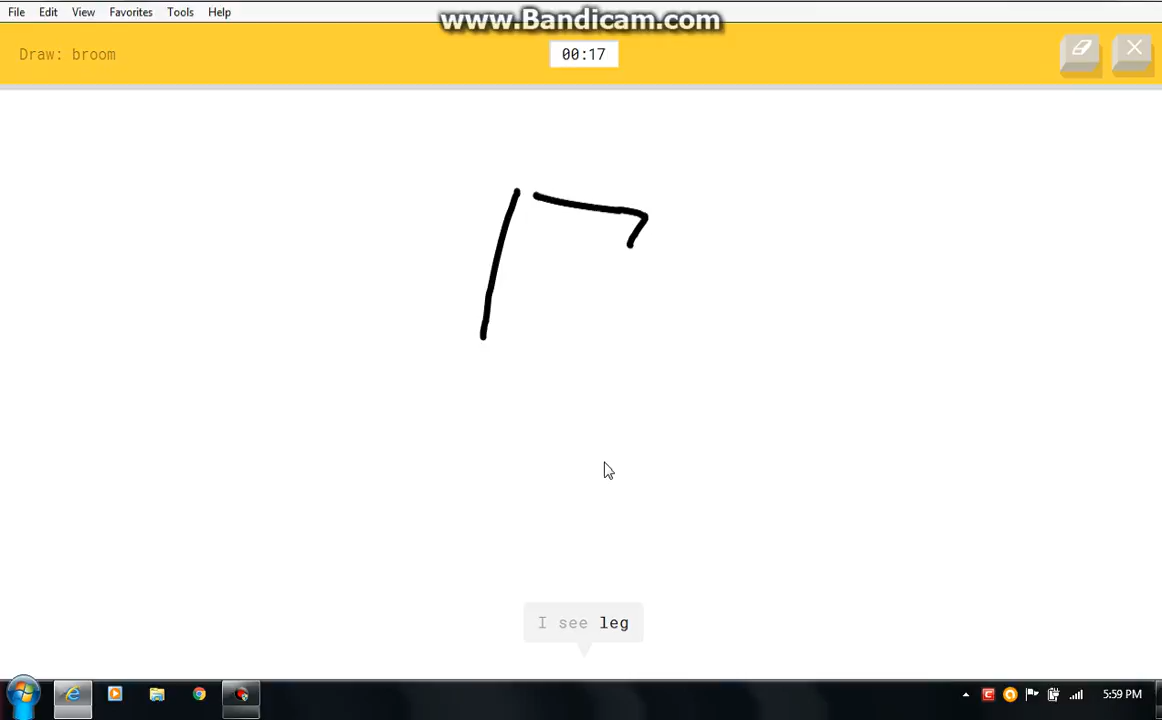 www.Bandicam.com
File Edit View Favorites Tools Help
Draw: broom
00:17
I see leg
5:59 PM